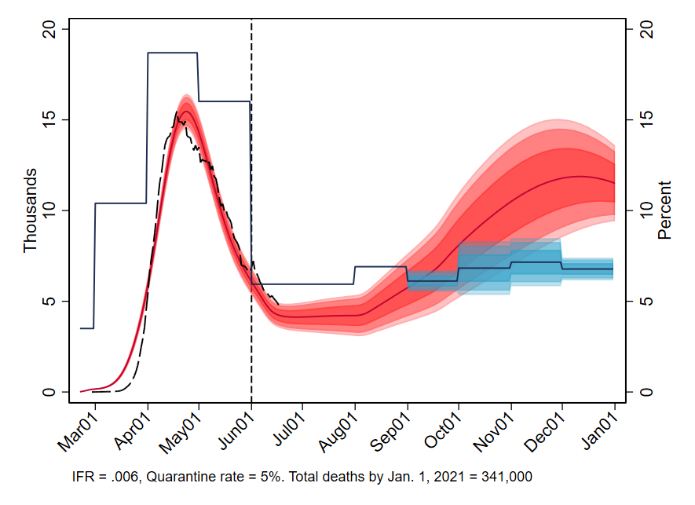 20
20
15
15
Thousands
Percent
10
10
5
5
0
0
Mar01 Apr01 May01 Jun01 Jul01 Aug01 Sep01 Oct01 Nov01 Dec01 Jan01
IFR = .006, Quarantine rate = 5%. Total deaths by Jan. 1, 2021 = 341,000